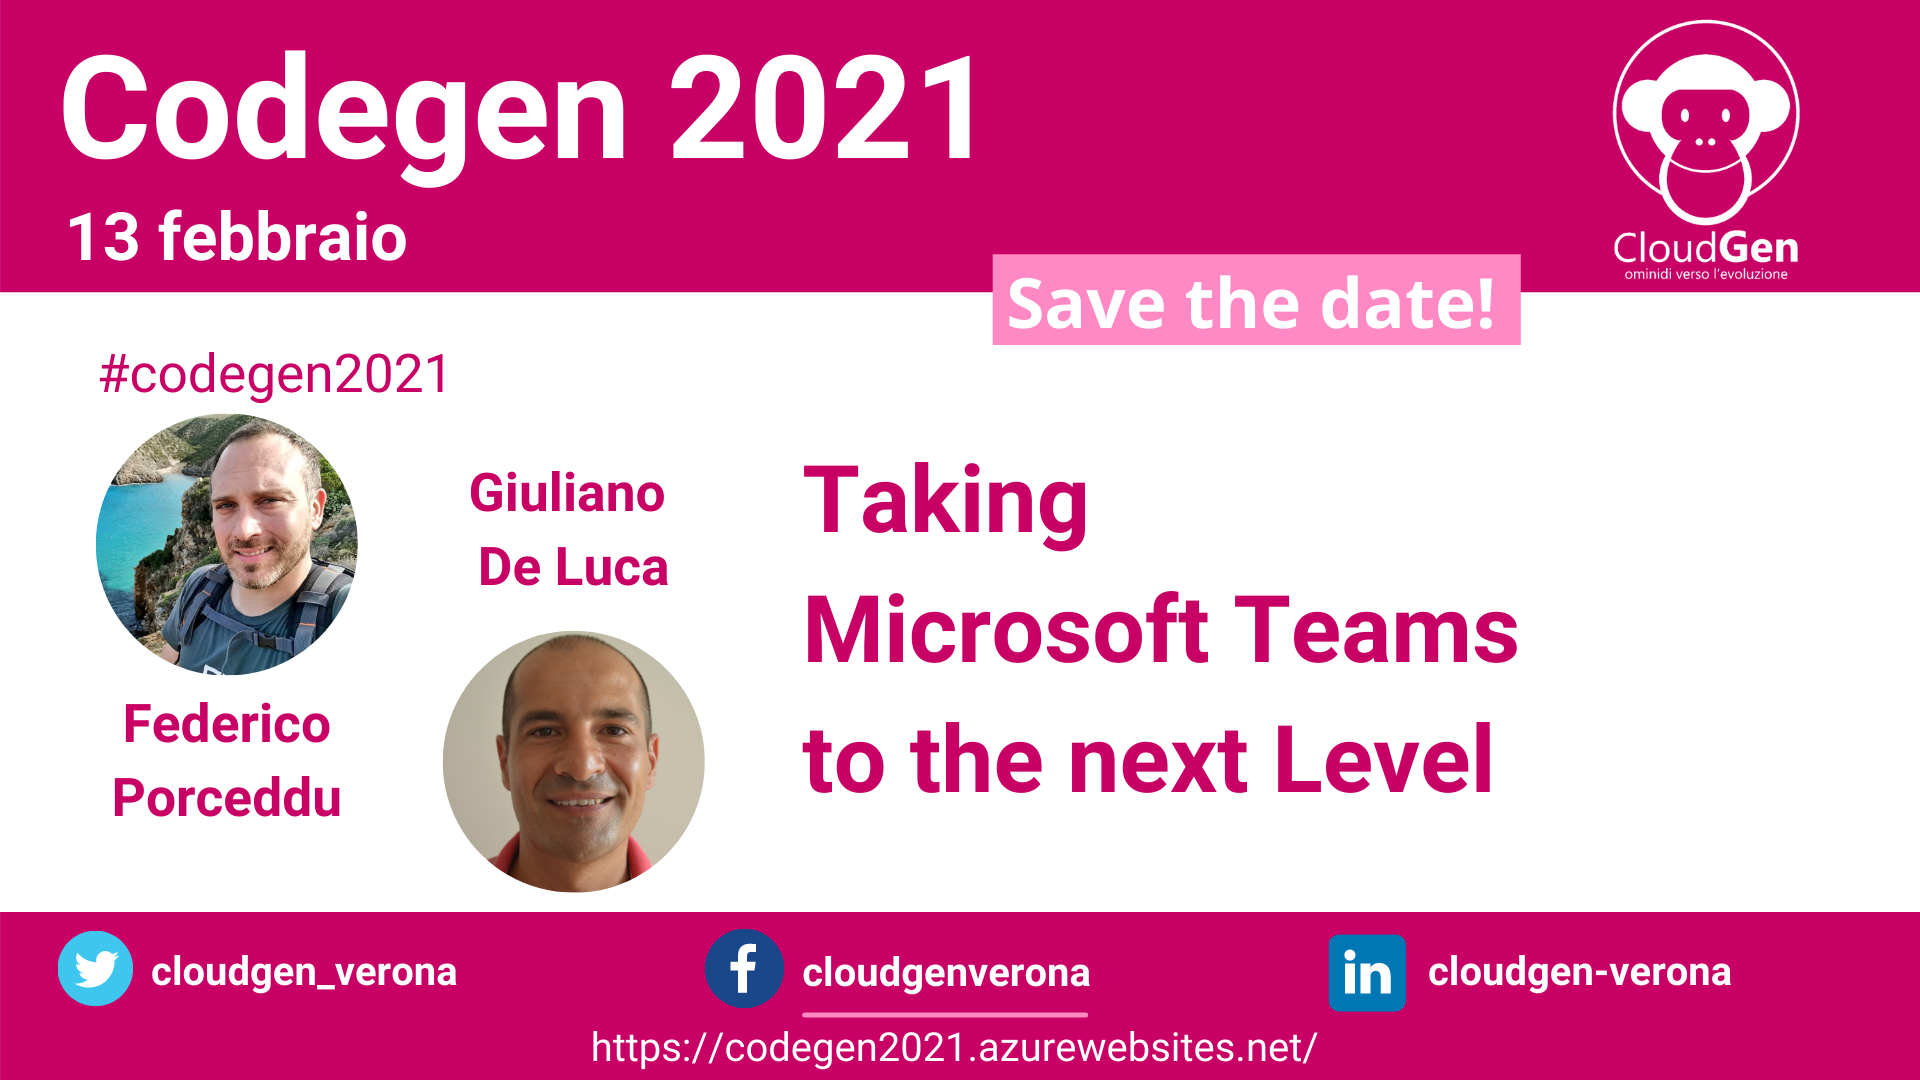 Codegen 2021
13 febbraio
CloudGen
ominidi verso l'evoluzione
Save the date!
#codegen2021
Giuliano
De Luca
Federico
Porceddu
Taking
Microsoft Teams
to the next Level
cloudgen_verona
cloudgenverona
cloudgen-verona
https://codegen2021.azurewebsites.net/